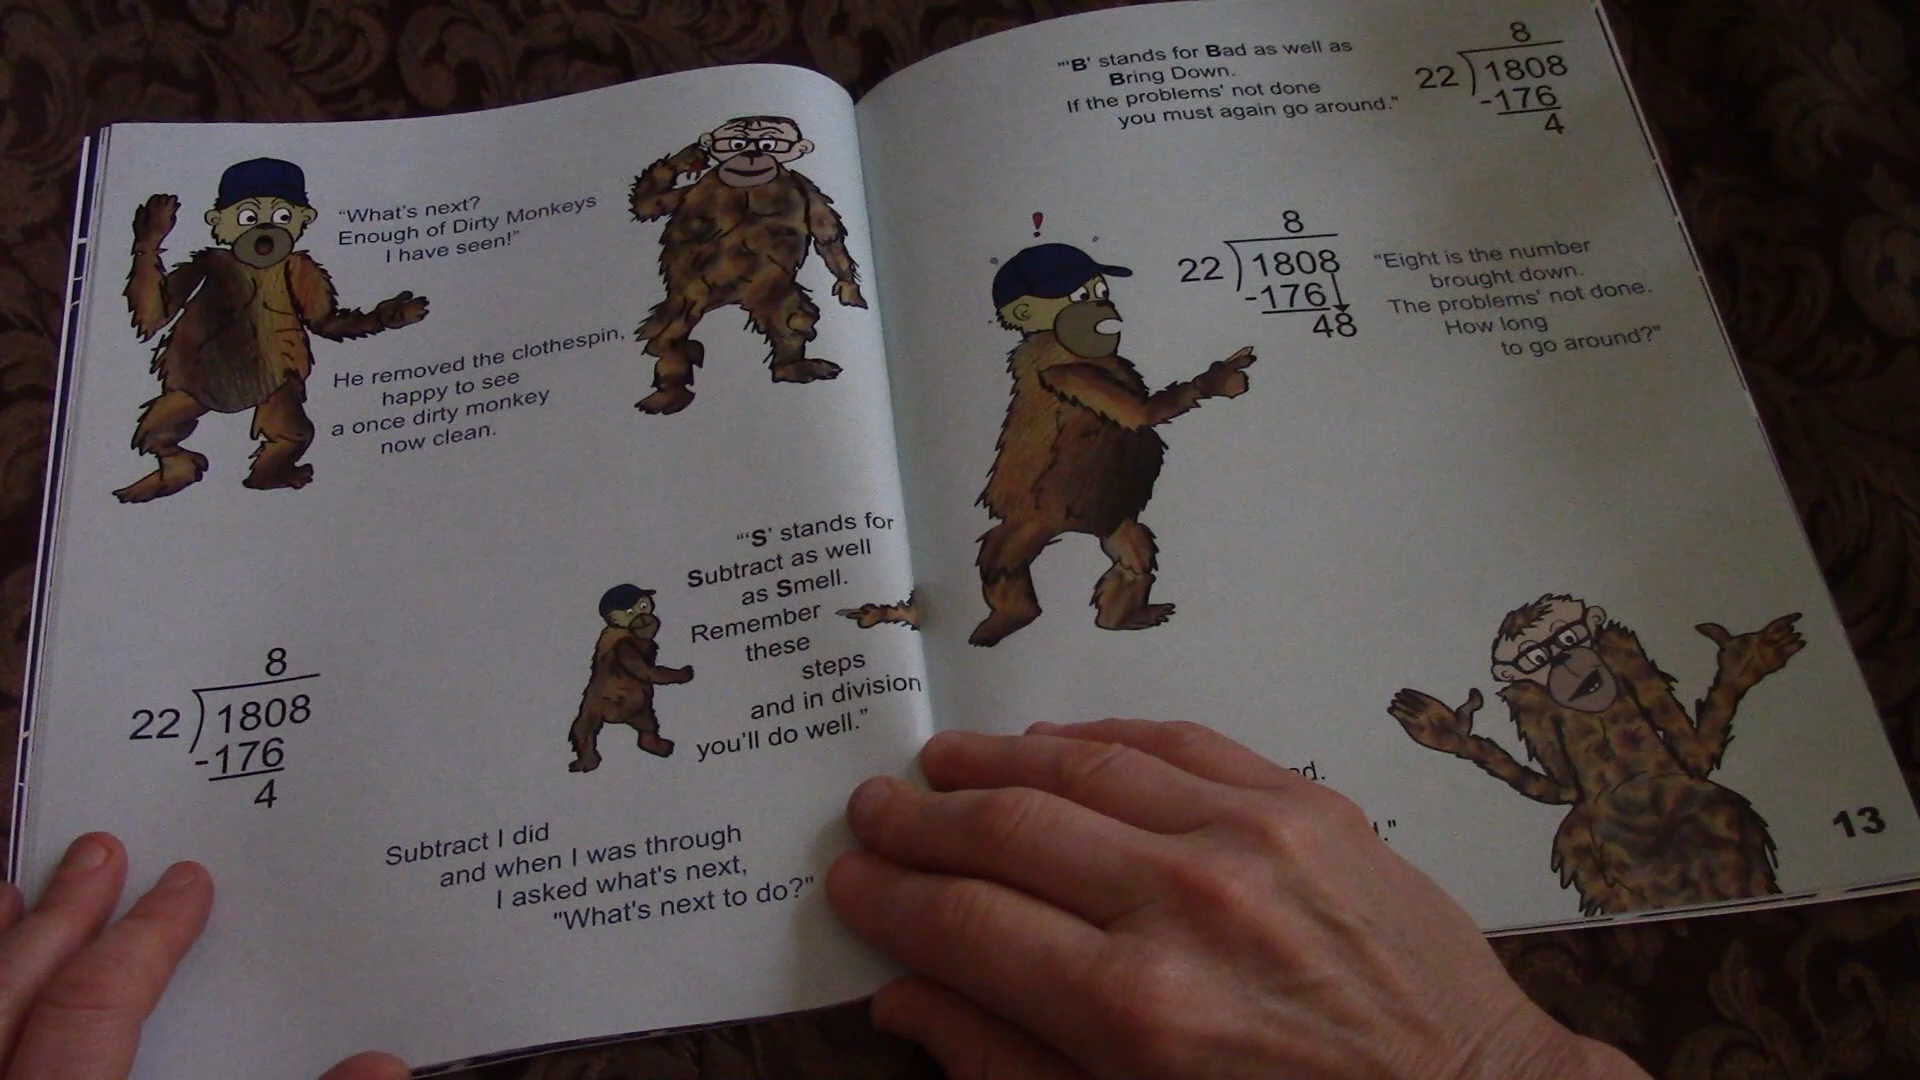 “What’s next?
Enough of Dirty Monkeys
I have seen!”
He removed the clothespin,
happy to see
a once dirty monkey
now clean.
“‘S’ stands for
Subtract as well
as Smell.
Remember
these
steps
and in division
you’ll do well.”
8
22)1808
-176
4
Subtract I did
and when I was through
I asked what's next,
"What's next to do?"
“‘B’ stands for Bad as well as
Bring Down.
If the problems’ not done
you must again go around.”
8
22)1808
-176
4
!
8
22)1808
-176
48
“Eight is the number
brought down.
The problems’ not done.
How long
to go around?”
13